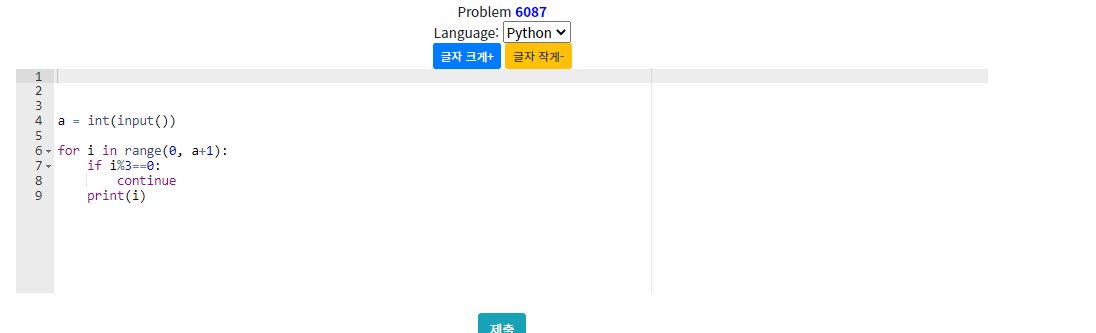 Problem 6087
Language: Python
글자 크게+ 글자 작게-
1
2
3
4 a = int(input())
5
6 for i in range(0, a+1):
7     if i%3==0:
8         continue
9     print(i)
제출